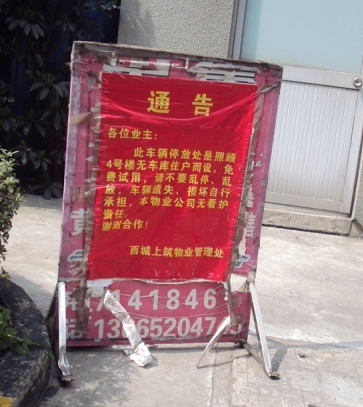 通告
各位业主：
此车辆停放处是照顾
4号楼无车库住户而设，免
费试用，请不要乱停、乱
放，车辆遗失、损坏自行
承担，本物业公司无看护
责任。
谢谢合作！
西城上筑物业管理处
7141846